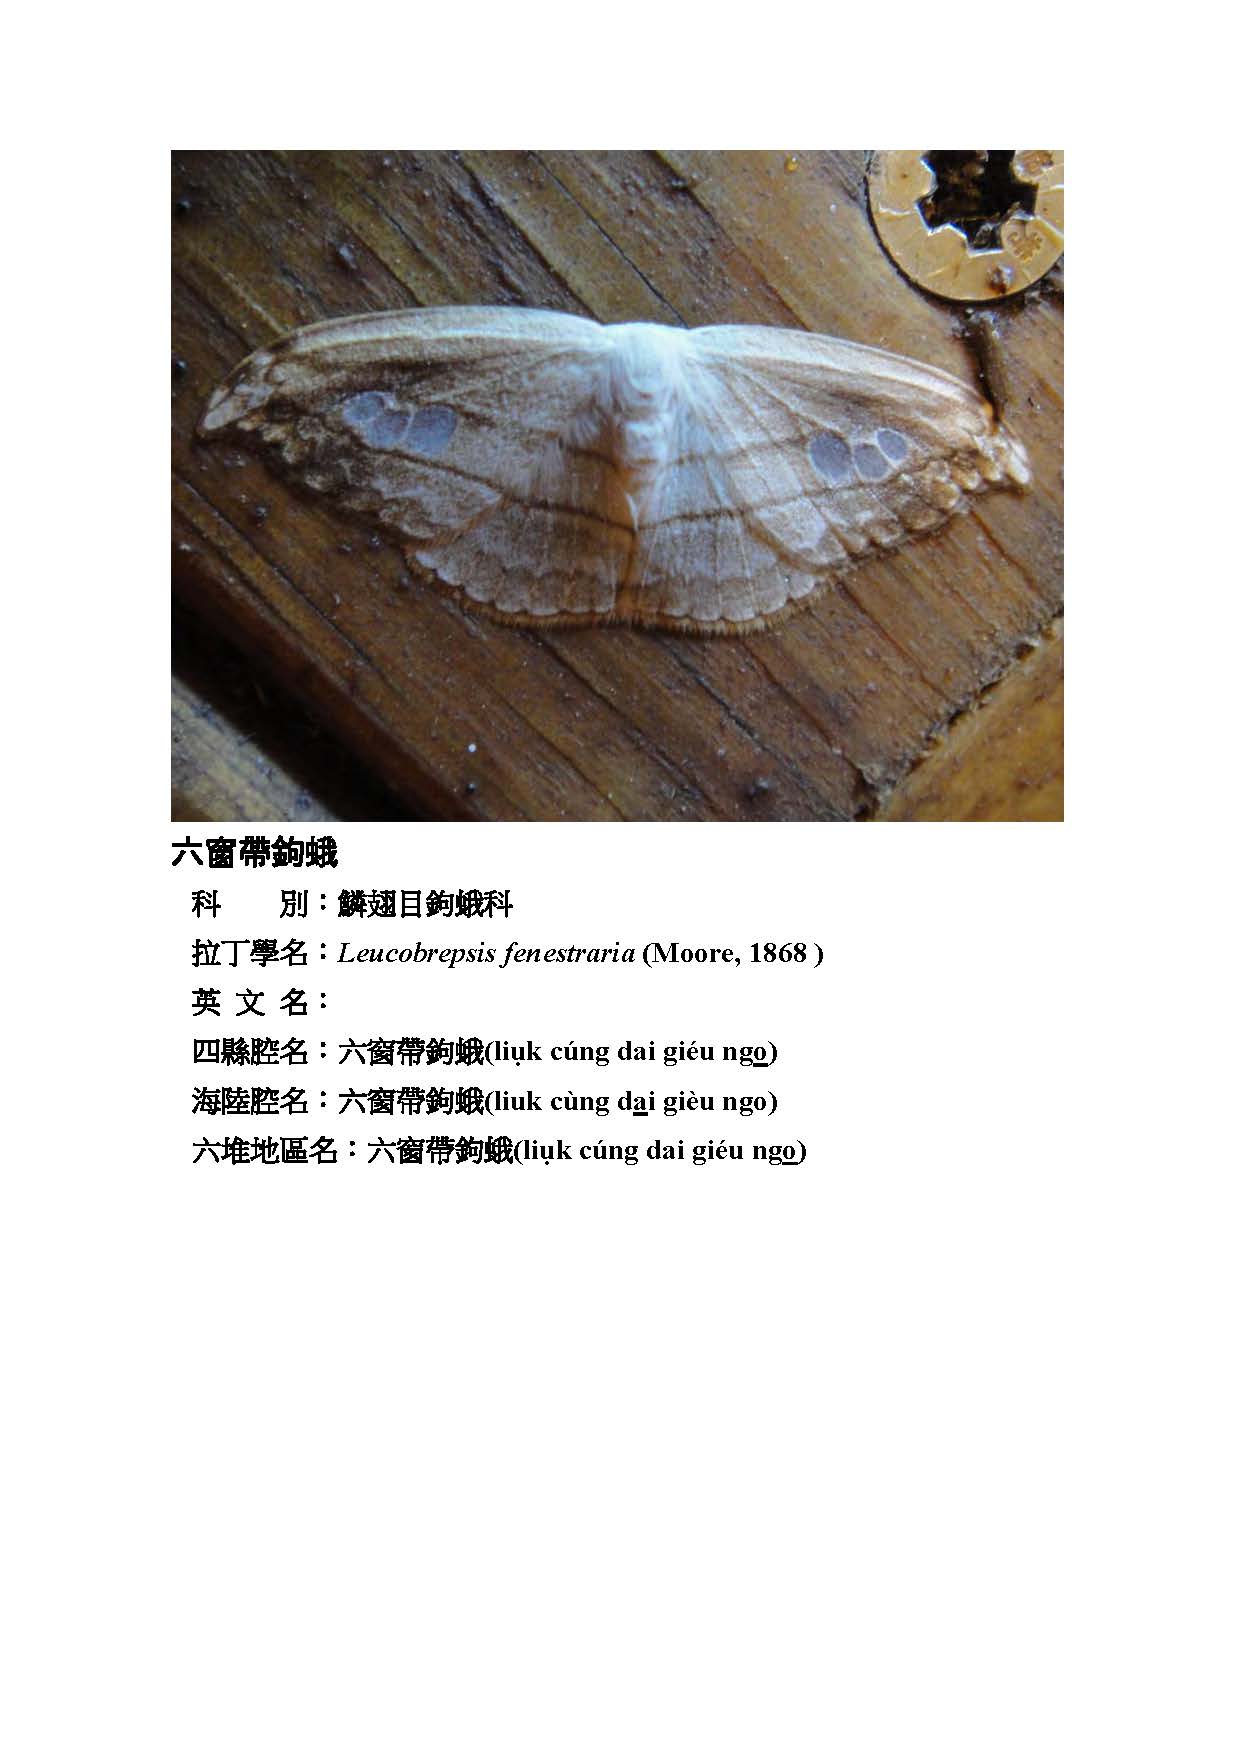 六窗帶鉤蛾
科　　別：鱗翅目鉤蛾科
拉丁學名：Leucobrepsis fenestraria (Moore, 1868 )
英 文 名：
四縣腔名：六窗帶鉤蛾(liụk cúng dai giéu ngo̲)
海陸腔名：六窗帶鉤蛾(liuk cùng da̲i gièu ngo)
六堆地區名：六窗帶鉤蛾(liụk cúng dai giéu ngo̲)